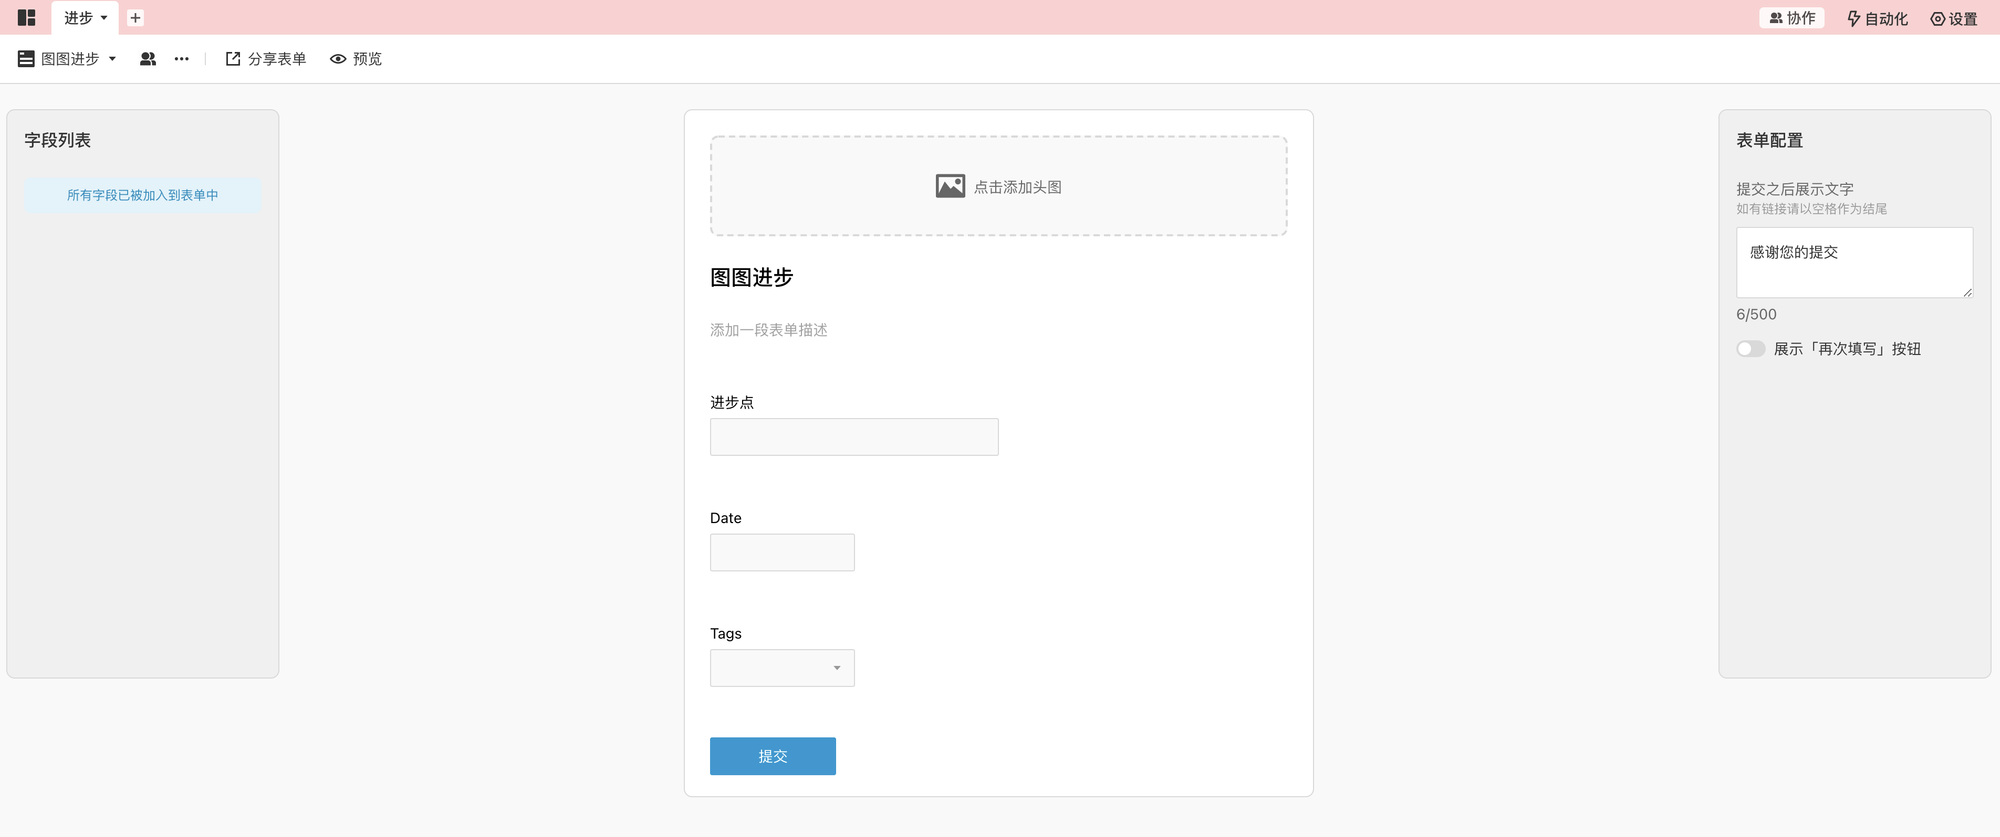 进步
协作
自动化
设置
图图进步
分享表单
预览
字段列表
所有字段已被加入到表单中
点击添加头图
图图进步
添加一段表单描述
进步点
Date
Tags
提交
表单配置
提交之后展示文字
如有链接请以空格作为结尾
感谢您的提交
6/500
展示「再次填写」按钮